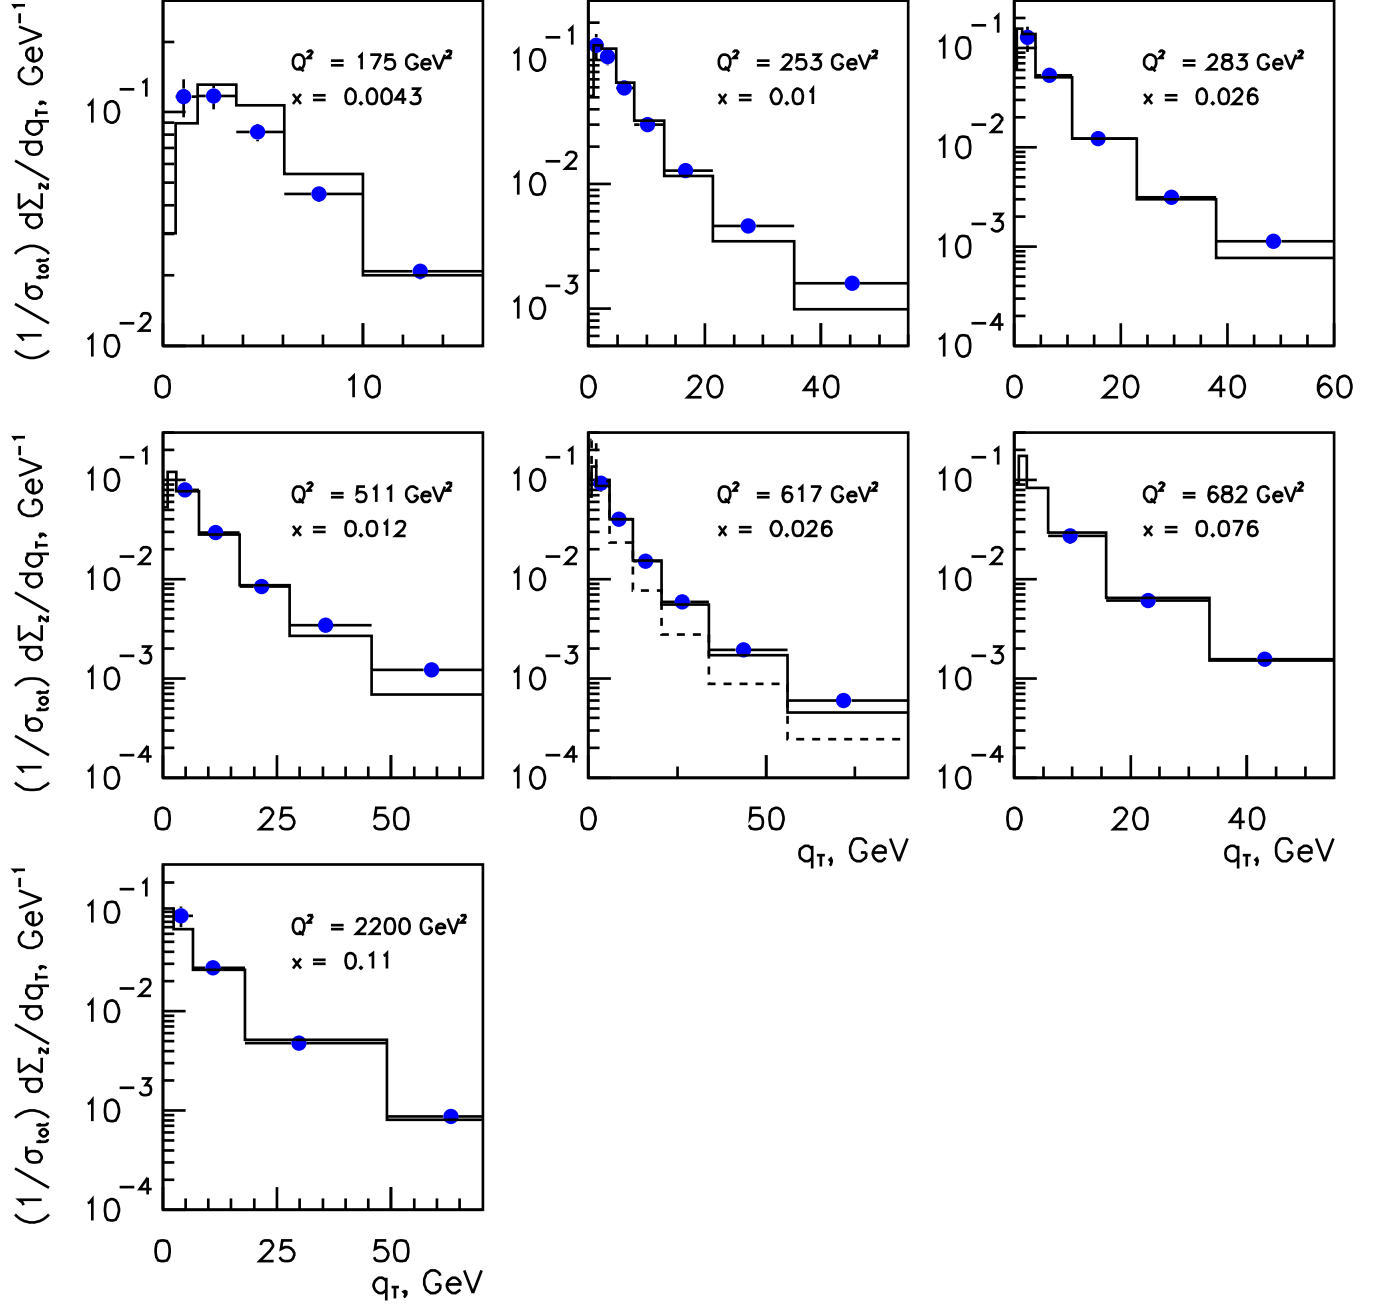 (1/σtot) dΣz/dqT, GeV⁻¹
10⁻¹
10⁻²
Q² = 175 GeV²
x = 0.0043
0 10
10⁻¹
10⁻²
10⁻³
Q² = 253 GeV²
x = 0.01
0 20 40
10⁻¹
10⁻²
10⁻³
10⁻⁴
Q² = 283 GeV²
x = 0.026
0 20 40 60
(1/σtot) dΣz/dqT, GeV⁻¹
10⁻¹
10⁻²
10⁻³
10⁻⁴
Q² = 511 GeV²
x = 0.012
0 25 50
10⁻¹
10⁻²
10⁻³
10⁻⁴
Q² = 617 GeV²
x = 0.026
0 50
qT, GeV
10⁻¹
10⁻²
10⁻³
10⁻⁴
Q² = 682 GeV²
x = 0.076
0 20 40
qT, GeV
(1/σtot) dΣz/dqT, GeV⁻¹
10⁻¹
10⁻²
10⁻³
10⁻⁴
Q² = 2200 GeV²
x = 0.11
0 25 50
qT, GeV